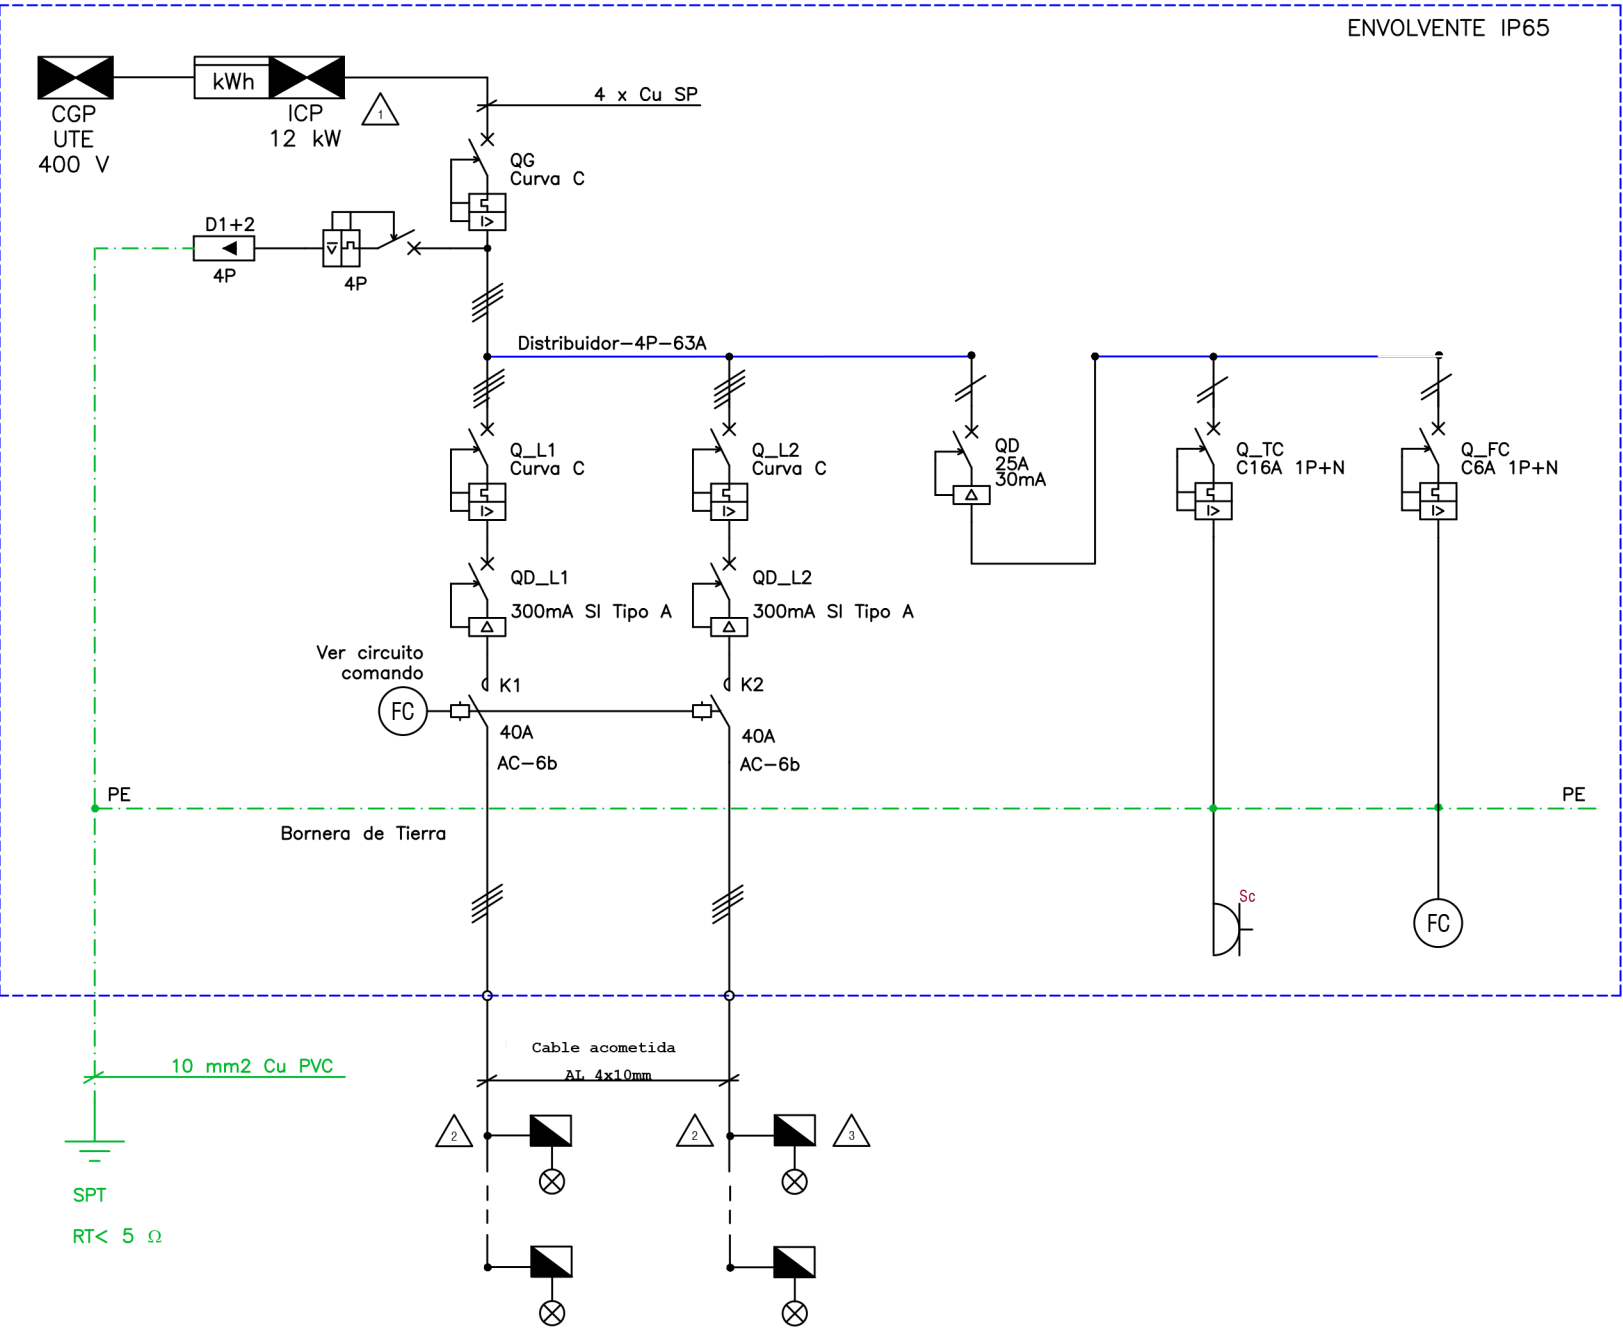 ENVOLVENTE IP65
kWh
CGP
UTE
400 V
ICP
12 kW
1
4 x Cu SP
QG
Curva C
I>
D1+2
4P
4P
Distribuidor-4P-63A
Q_L1
Curva C
I>
Q_L2
Curva C
I>
QD
25A
30mA
Q_TC
C16A 1P+N
I>
Q_FC
C6A 1P+N
I>
QD_L1
300mA SI Tipo A
QD_L2
300mA SI Tipo A
Ver circuito
comando
FC
K1
40A
AC-6b
K2
40A
AC-6b
PE
PE
Bornera de Tierra
Sc
FC
Cable acometida
AL 4x10mm
10 mm2 Cu PVC
2
2
3
SPT
RT< 5 Ω